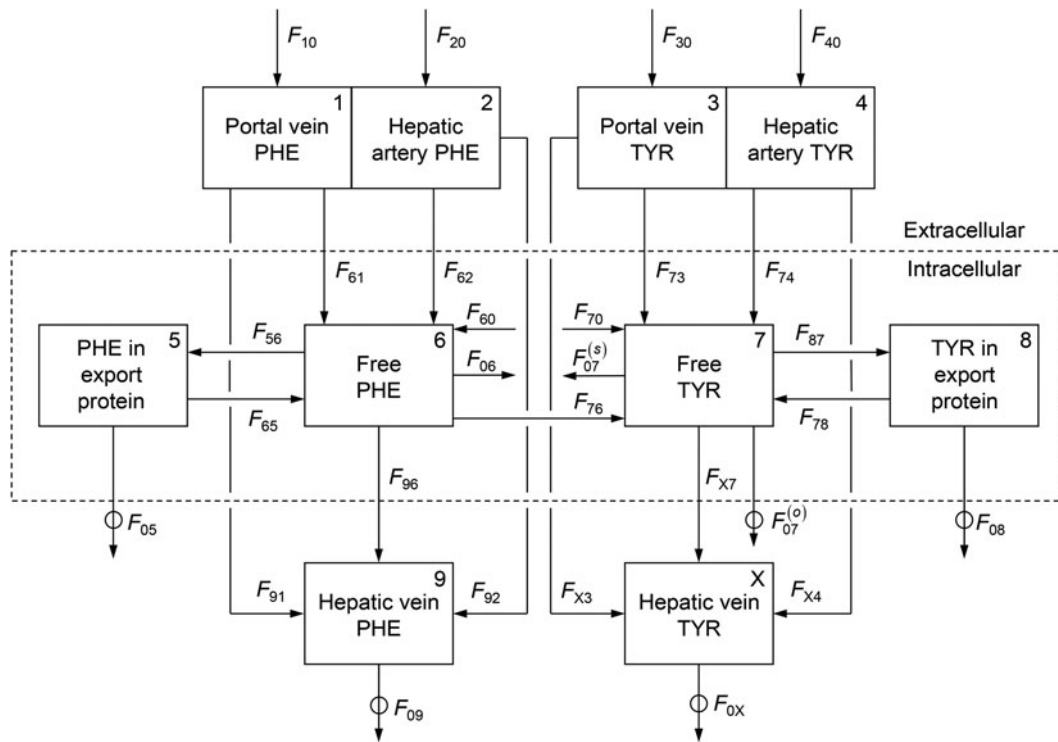 F10
F20
F30
F40
1
Portal vein
PHE
2
Hepatic
artery PHE
3
Portal vein
TYR
4
Hepatic
artery TYR
Extracellular
Intracellular
F61
F62
F73
F74
5
PHE in
export
protein
F56
F65
6
Free
PHE
F60
F06
F76
F70
F07(s)
7
Free
TYR
F87
F78
8
TYR in
export
protein
F96
FX7
F05
F07(o)
F08
F91
9
Hepatic vein
PHE
F92
FX3
X
Hepatic vein
TYR
FX4
F09
F0X